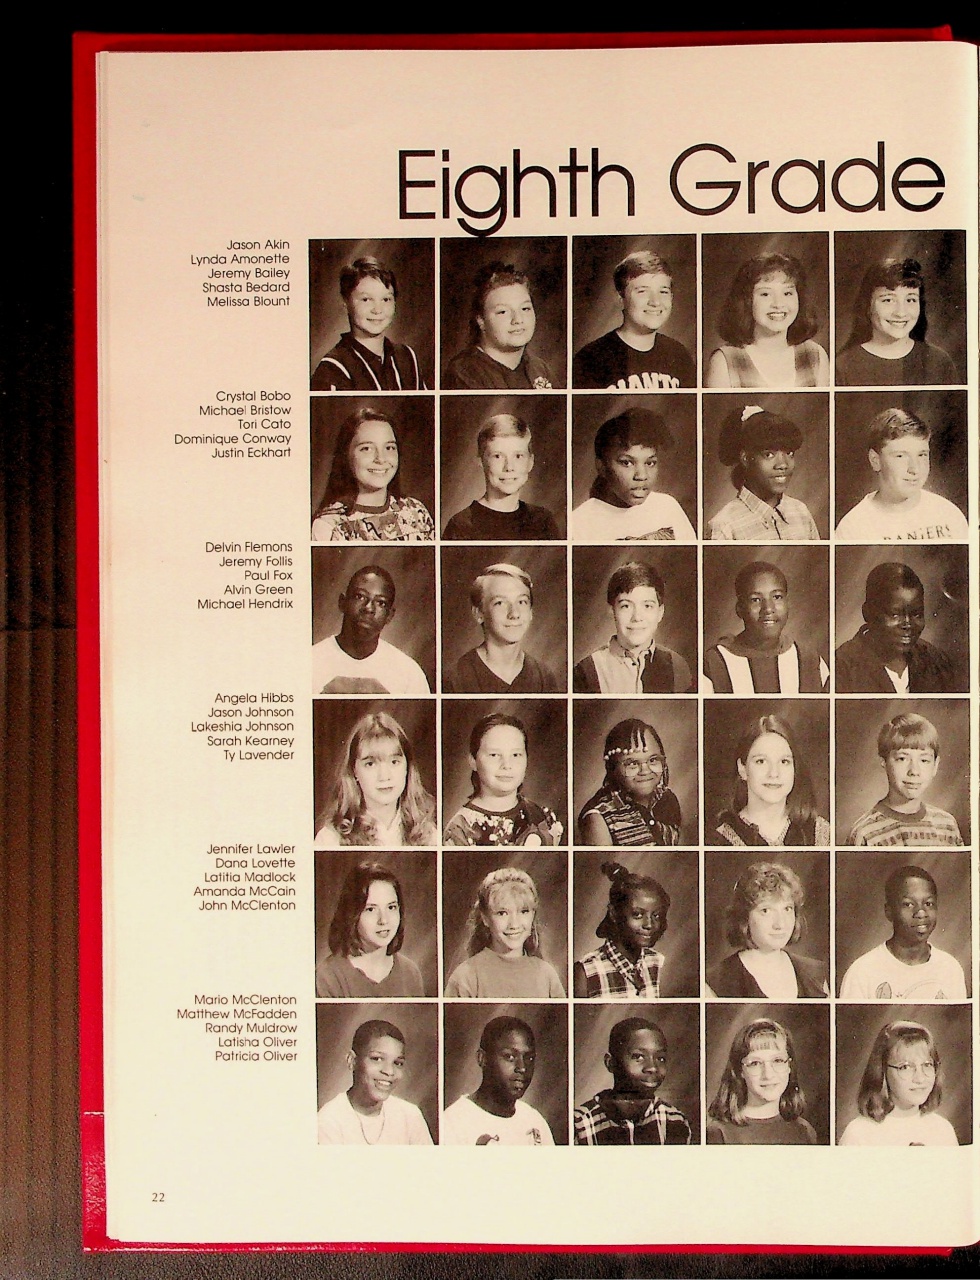 Eighth Grade
Jason Akin
Lynda Amonette
Jeremy Bailey
Shasta Bedard
Melissa Blount
GIANTS
Crystal Bobo
Michael Bristow
Tori Cato
Dominique Conway
Justin Eckhart
RANGERS
Delvin Flemons
Jeremy Follis
Paul Fox
Alvin Green
Michael Hendrix
Angela Hibbs
Jason Johnson
Lakeshia Johnson
Sarah Kearney
Ty Lavender
Jennifer Lawler
Dana Lovette
Latitia Madlock
Amanda McCain
John McClenton
Mario McClenton
Matthew McFadden
Randy Muldrow
Latisha Oliver
Patricia Oliver
22